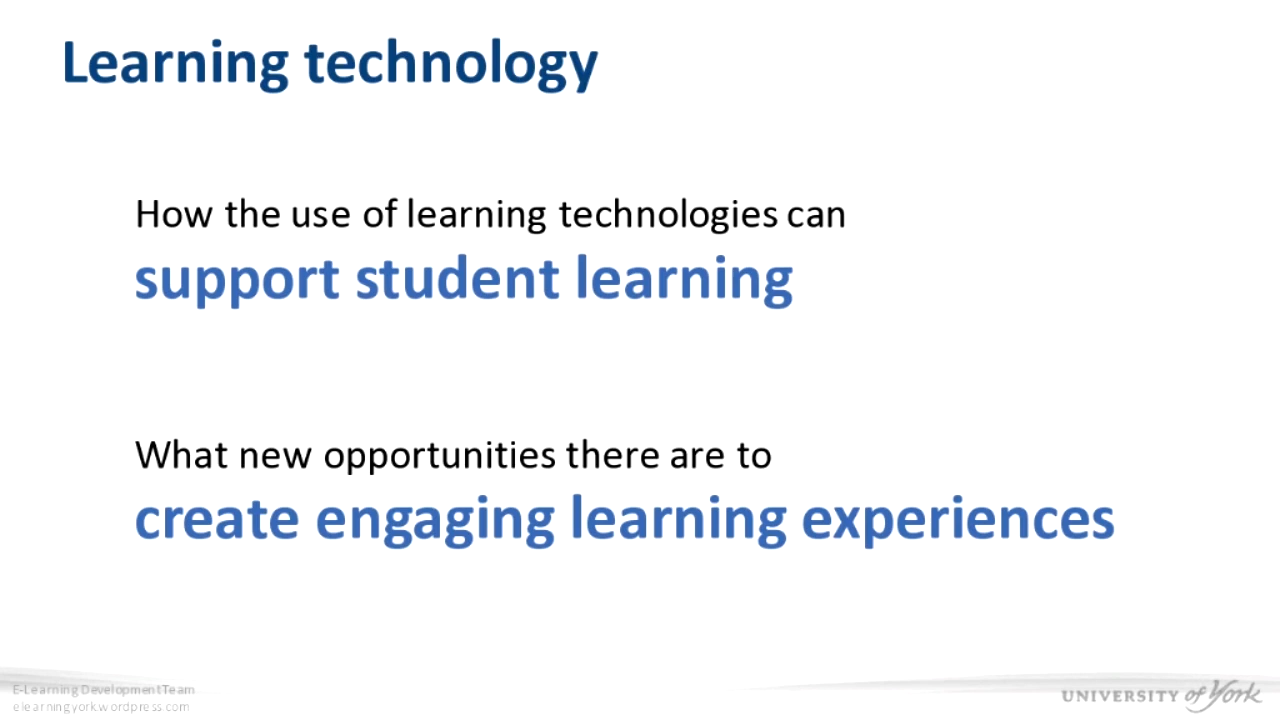 Learning technology
How the use of learning technologies can
support student learning
What new opportunities there are to
create engaging learning experiences
E-Learning Development Team
elearningyork.wordpress.com
UNIVERSITY of York